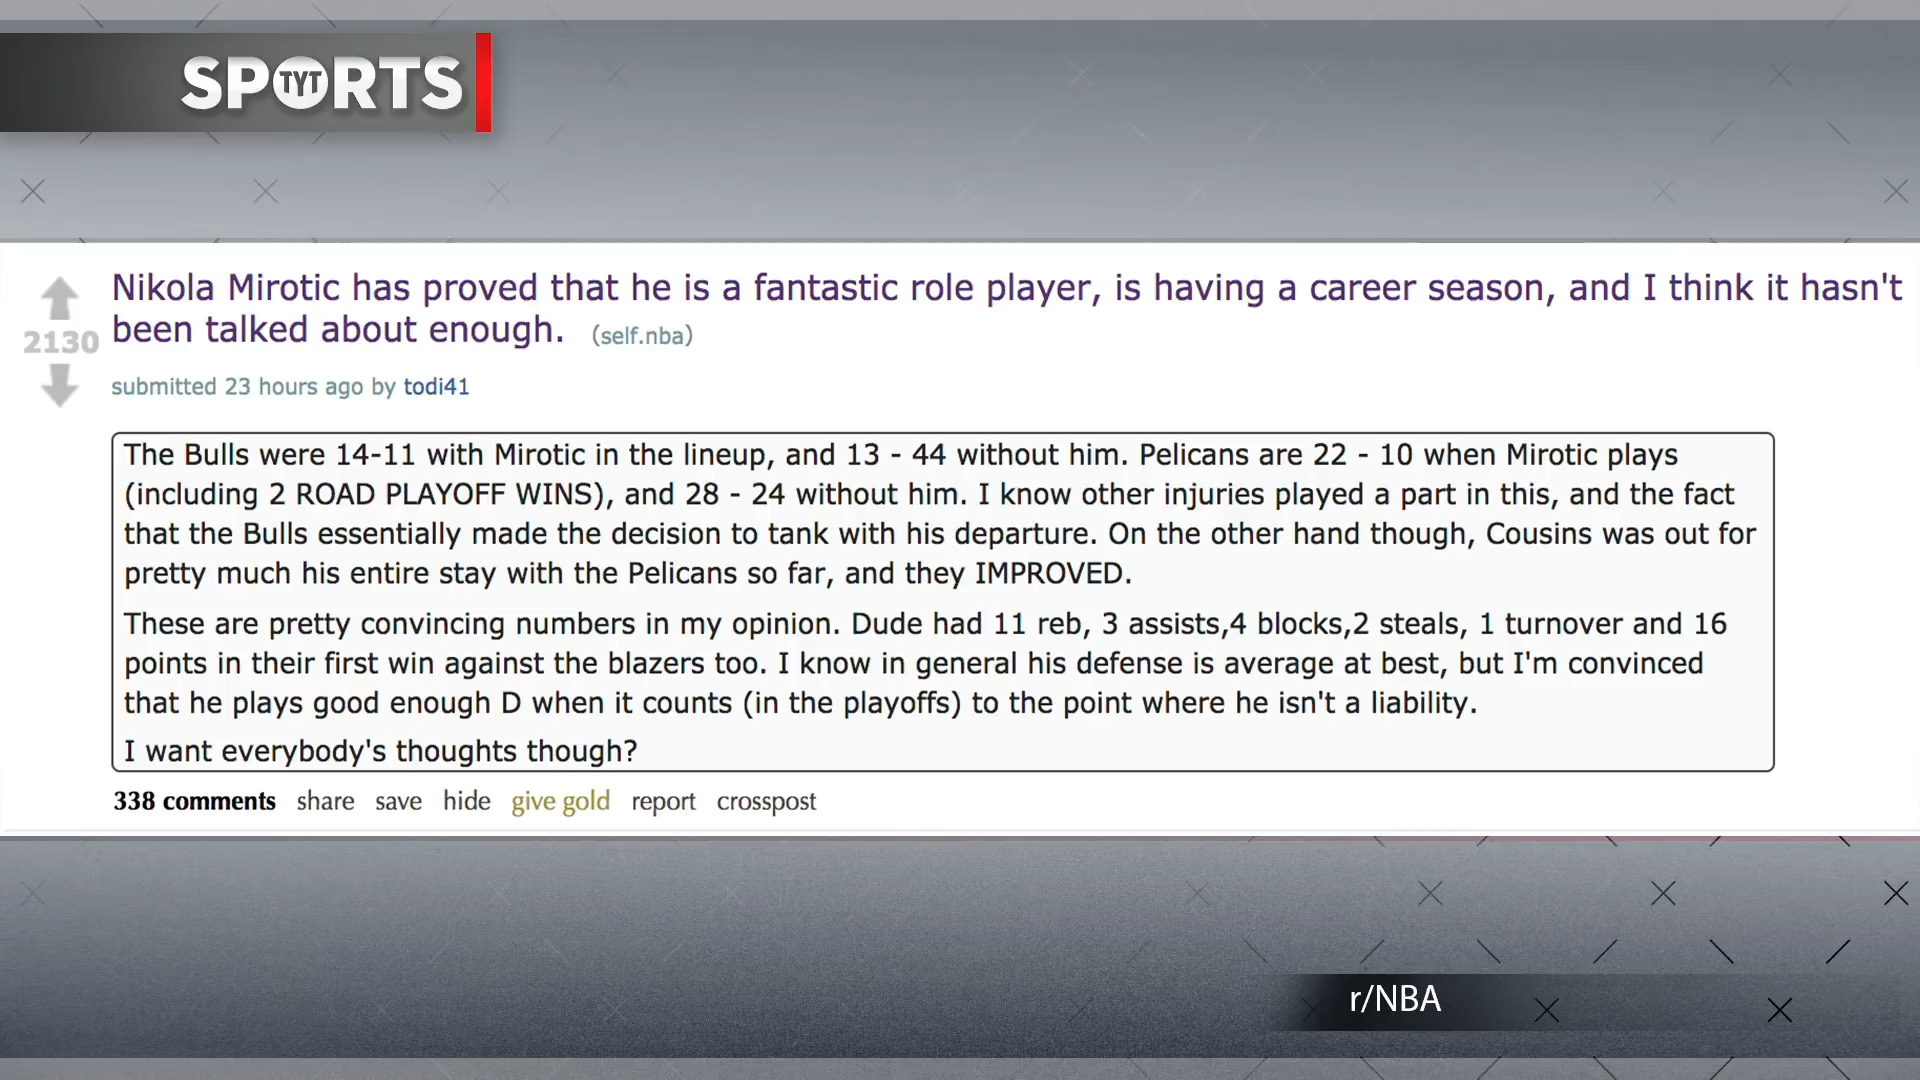 SPORTS
TYT
Nikola Mirotic has proved that he is a fantastic role player, is having a career season, and I think it hasn't
been talked about enough. (self.nba)
2130
submitted 23 hours ago by todi41
The Bulls were 14-11 with Mirotic in the lineup, and 13 - 44 without him. Pelicans are 22 - 10 when Mirotic plays
(including 2 ROAD PLAYOFF WINS), and 28 - 24 without him. I know other injuries played a part in this, and the fact
that the Bulls essentially made the decision to tank with his departure. On the other hand though, Cousins was out for
pretty much his entire stay with the Pelicans so far, and they IMPROVED.
These are pretty convincing numbers in my opinion. Dude had 11 reb, 3 assists,4 blocks,2 steals, 1 turnover and 16
points in their first win against the blazers too. I know in general his defense is average at best, but I'm convinced
that he plays good enough D when it counts (in the playoffs) to the point where he isn't a liability.
I want everybody's thoughts though?
338 comments share save hide give gold report crosspost
r/NBA